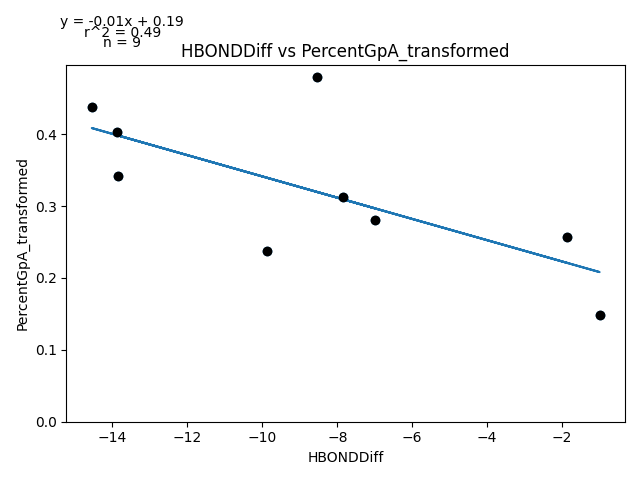 y = -0.01x + 0.19
r^2 = 0.49
n = 9
HBONDDiff vs PercentGpA_transformed
PercentGpA_transformed
0.4
0.3
0.2
0.1
0.0
−14
−12
−10
−8
−6
−4
−2
HBONDDiff